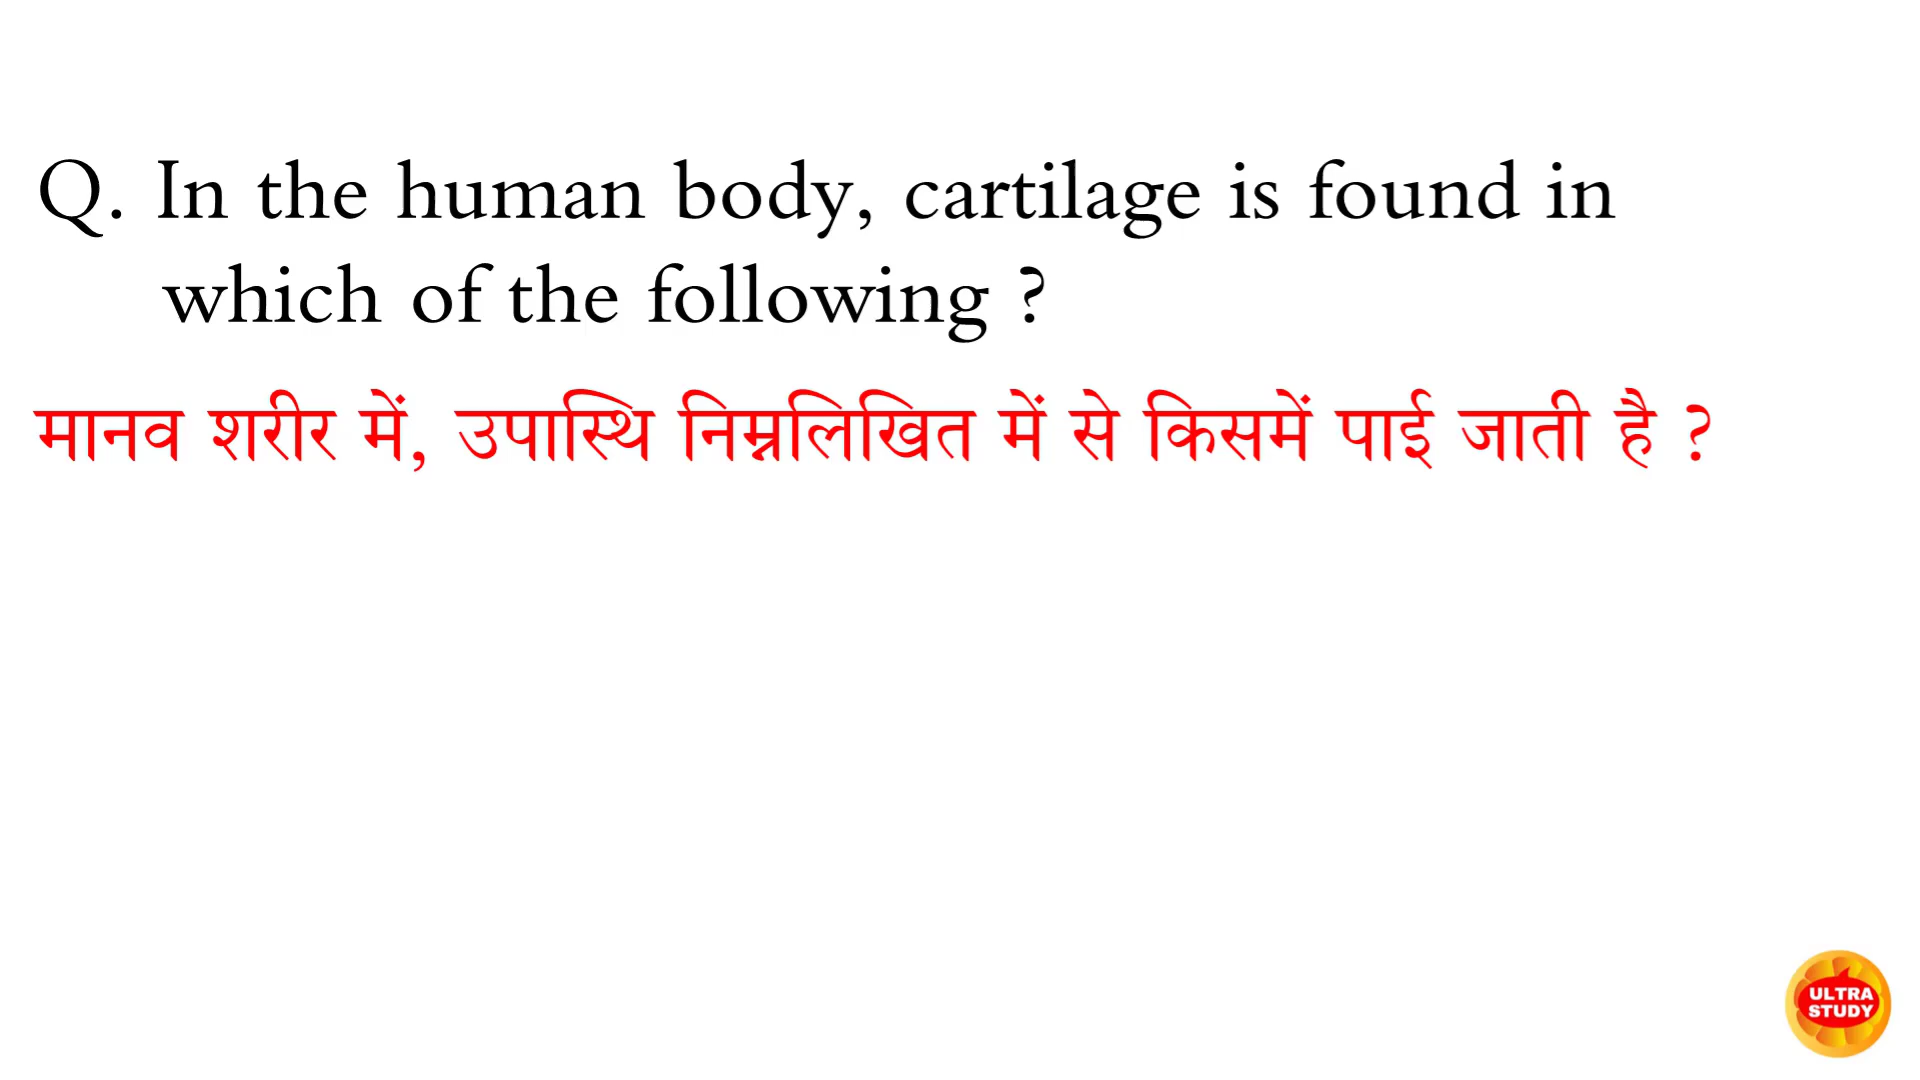 Q. In the human body, cartilage is found in
which of the following ?
मानव शरीर में, उपास्थि निम्नलिखित में से किसमें पाई जाती है ?
ULTRA
STUDY